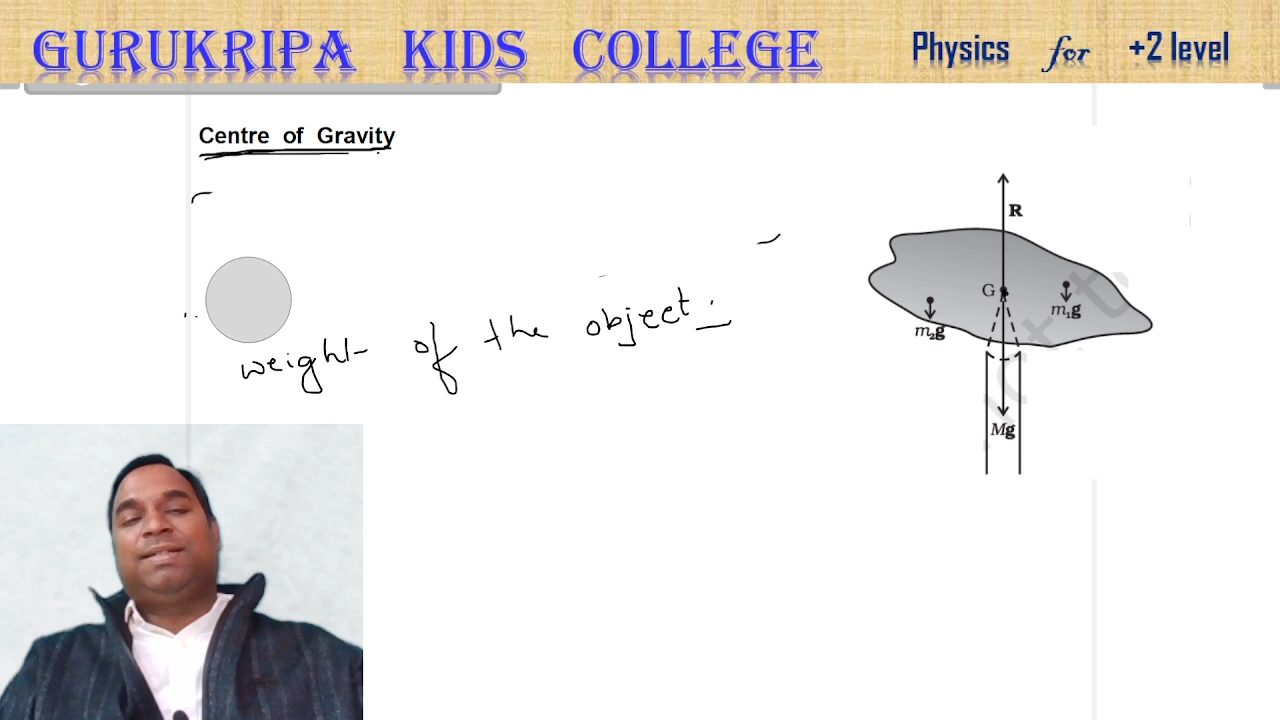 GURUKRIPA KIDS COLLEGE
Physics for +2 level
Centre of Gravity
R
G
m₁g
m₂g
weight of the object
Mg